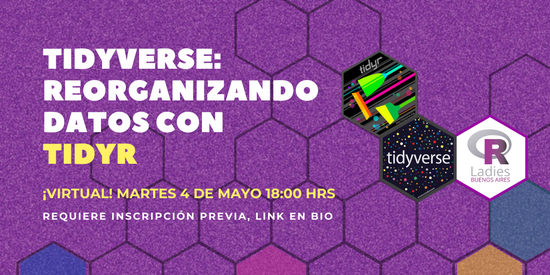 TIDYVERSE:
REORGANIZANDO
DATOS CON
TIDYR
¡VIRTUAL! MARTES 4 DE MAYO 18:00 HRS
REQUIERE INSCRIPCIÓN PREVIA, LINK EN BIO
tidyr
tidyverse
R
Ladies
BUENOS AIRES